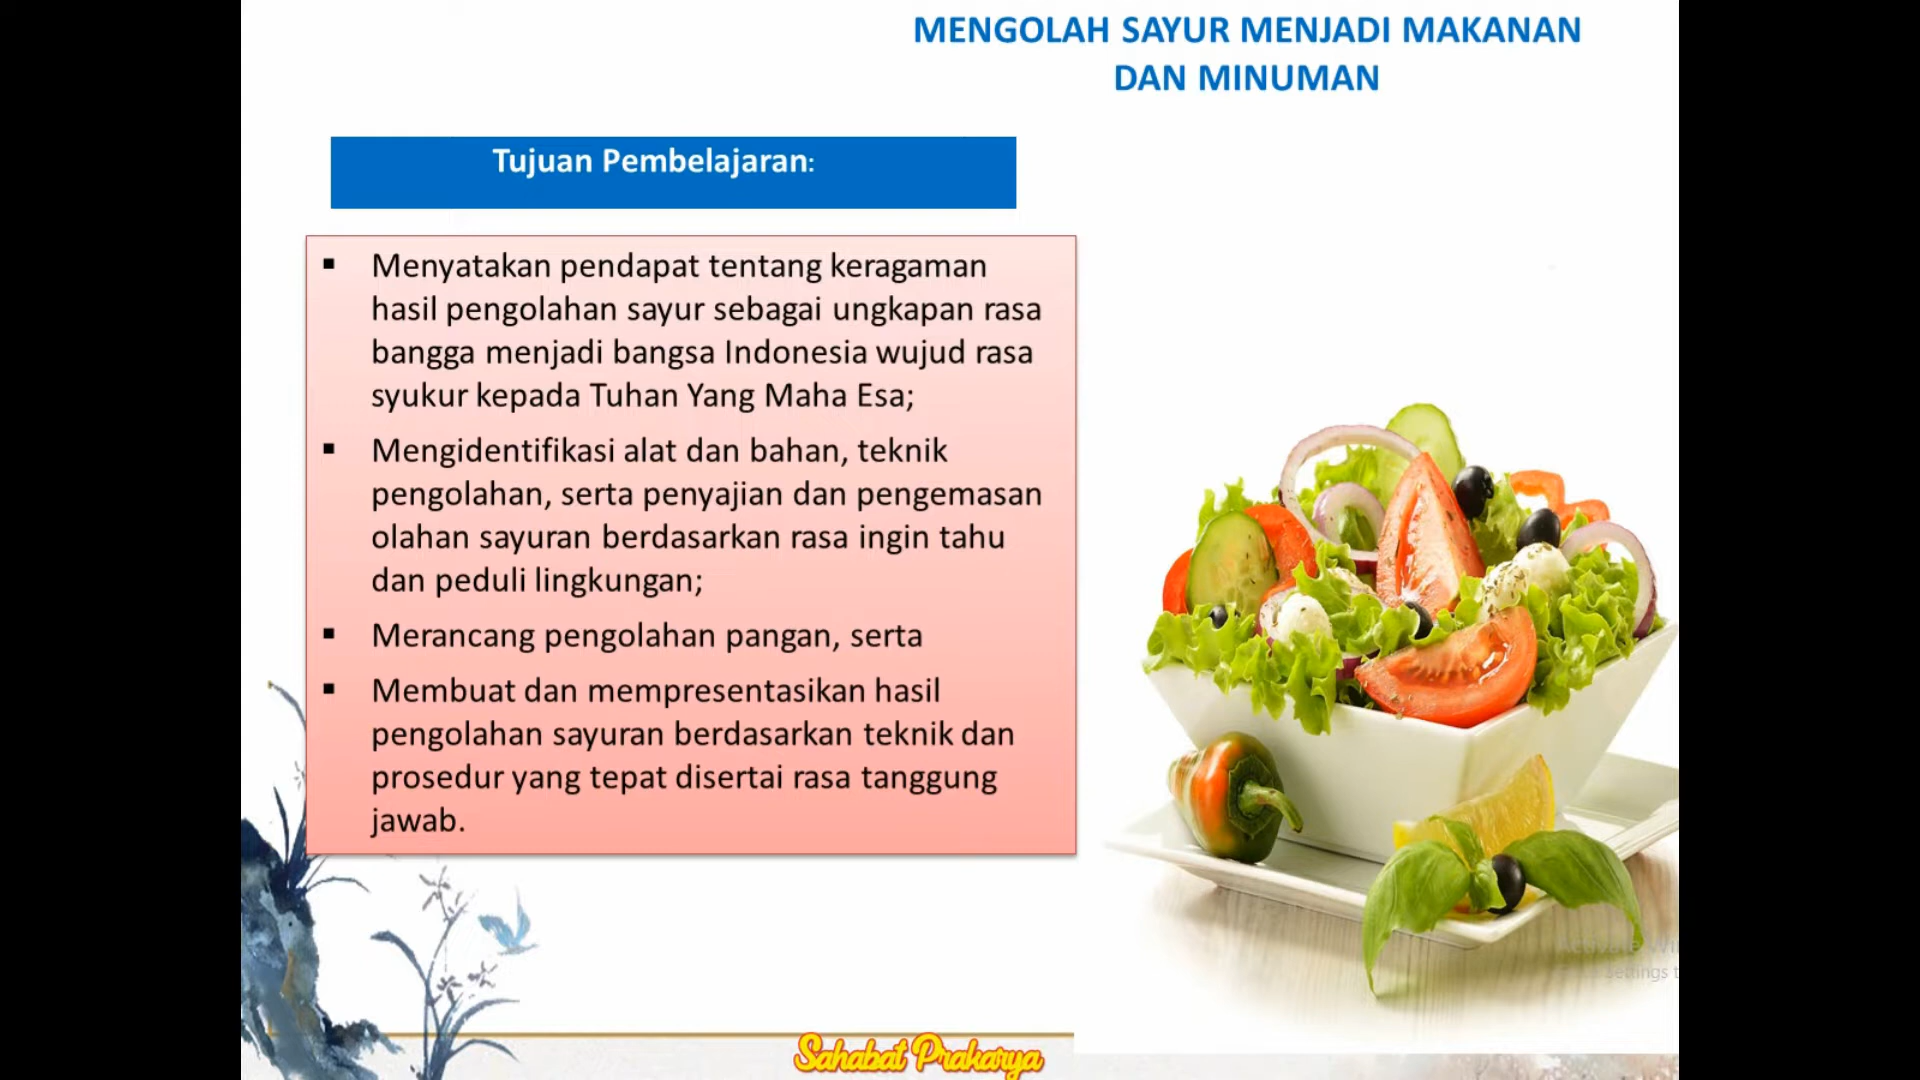 MENGOLAH SAYUR MENJADI MAKANAN
DAN MINUMAN
Tujuan Pembelajaran:
▪ Menyatakan pendapat tentang keragaman
hasil pengolahan sayur sebagai ungkapan rasa
bangga menjadi bangsa Indonesia wujud rasa
syukur kepada Tuhan Yang Maha Esa;
▪ Mengidentifikasi alat dan bahan, teknik
pengolahan, serta penyajian dan pengemasan
olahan sayuran berdasarkan rasa ingin tahu
dan peduli lingkungan;
▪ Merancang pengolahan pangan, serta
▪ Membuat dan mempresentasikan hasil
pengolahan sayuran berdasarkan teknik dan
prosedur yang tepat disertai rasa tanggung
jawab.
Settings
Sahabat Prakarya